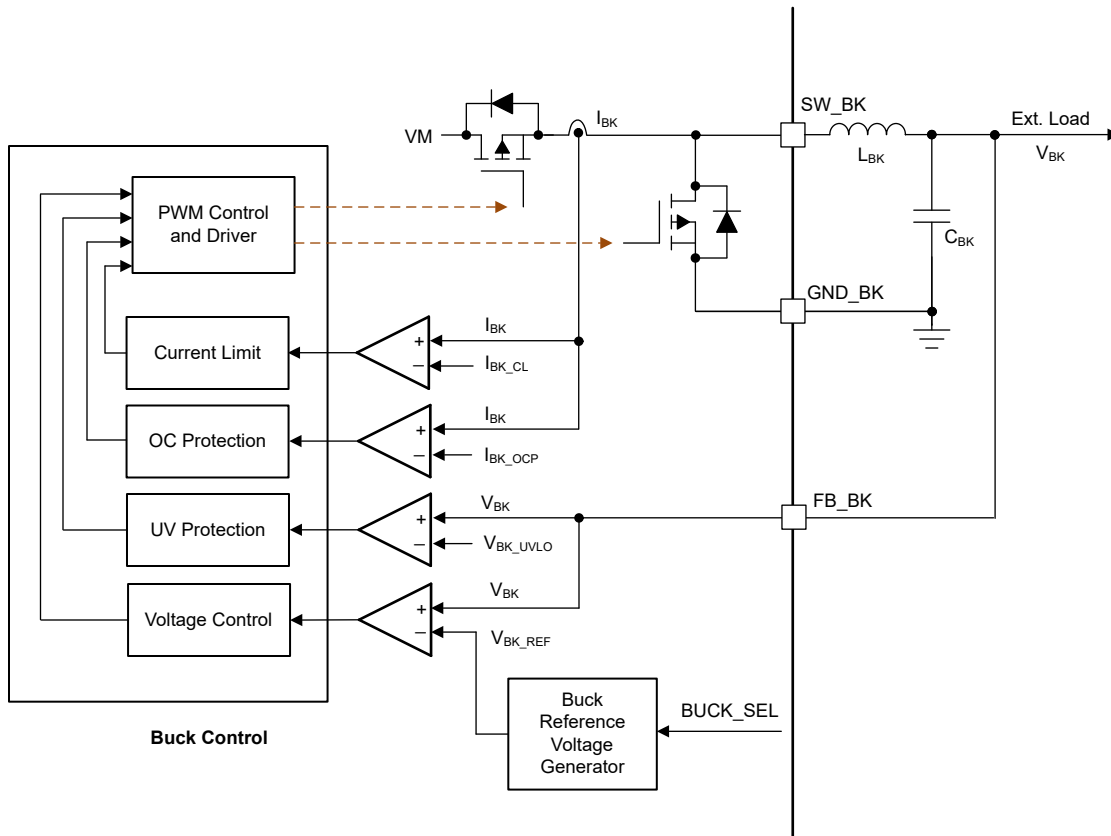 SW_BK
I_BK
Ext. Load
VM
V_BK
L_BK
PWM Control
and Driver
C_BK
GND_BK
I_BK
+
Current Limit
−
I_BK_CL
I_BK
+
OC Protection
−
I_BK_OCP
V_BK
FB_BK
+
UV Protection
−
V_BK_UVLO
V_BK
+
Voltage Control
−
V_BK_REF
Buck
Reference
Voltage
Generator
BUCK_SEL
Buck Control